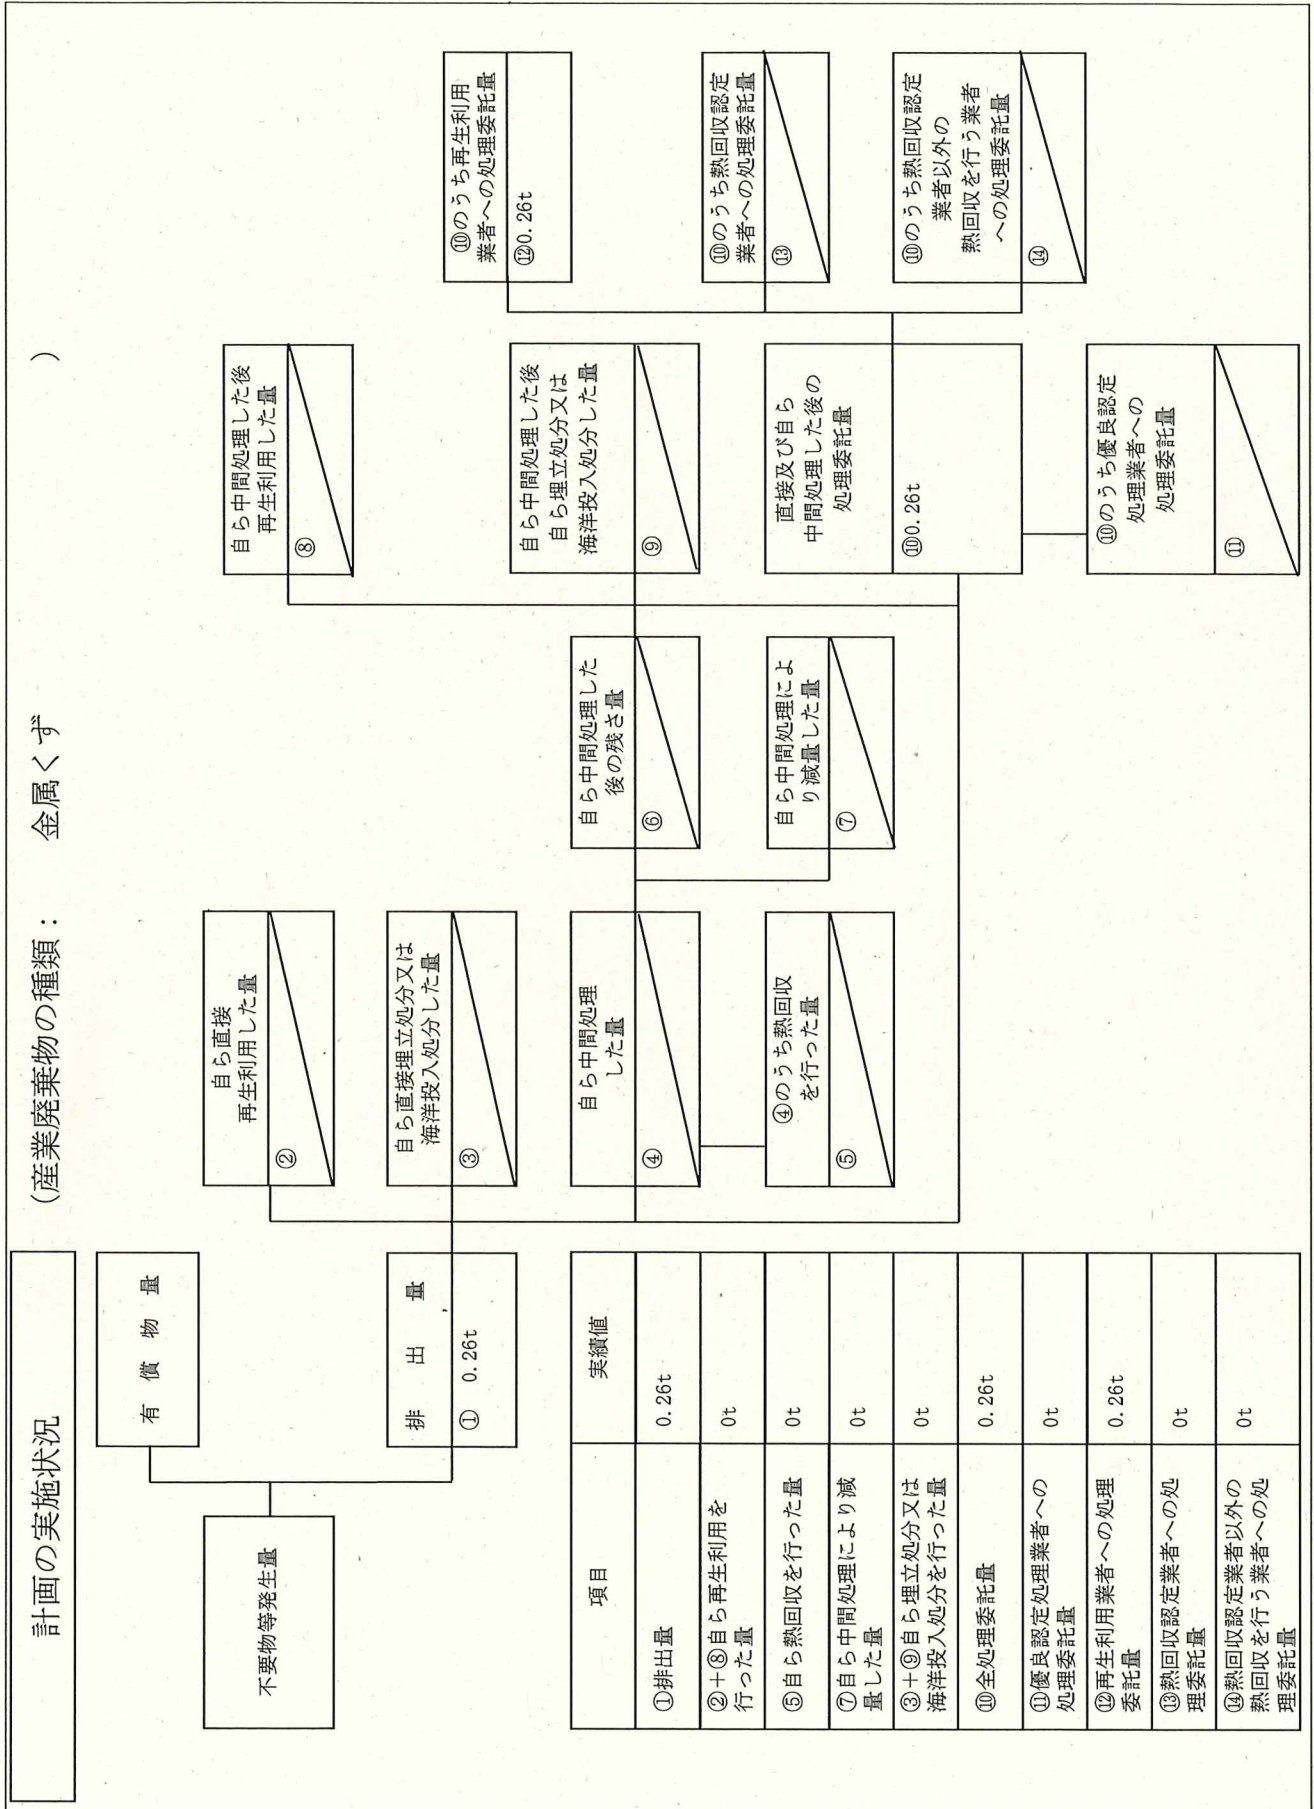 計画の実施状況
(産業廃棄物の種類: 金属くず )
不要物等発生量
有償物量
排出量
① 0.26t
自ら直接
再生利用した量
②
自ら直接埋立処分又は
海洋投入処分した量
③
自ら中間処理
した量
④
④のうち熱回収
を行った量
⑤
自ら中間処理した
後の残さ量
⑥
自ら中間処理によ
り減量した量
⑦
自ら中間処理した後
再生利用した量
⑧
自ら中間処理した後
自ら埋立処分又は
海洋投入処分した量
⑨
直接及び自ら
中間処理した後の
処理委託量
⑩0.26t
⑩のうち優良認定
処理業者への
処理委託量
⑪
⑩のうち再生利用
業者への処理委託量
⑫0.26t
⑩のうち熱回収認定
業者への処理委託量
⑬
⑩のうち熱回収認定
業者以外の
熱回収を行う業者
への処理委託量
⑭
項目 実績値
①排出量 0.26t
②+⑧自ら再生利用を
行った量 0t
⑤自ら熱回収を行った量 0t
⑦自ら中間処理により減
量した量 0t
③+⑨自ら埋立処分又は
海洋投入処分を行った量 0t
⑩全処理委託量 0.26t
⑪優良認定処理業者への
処理委託量 0t
⑫再生利用業者への処理
委託量 0.26t
⑬熱回収認定業者への処
理委託量 0t
⑭熱回収認定業者以外の
熱回収を行う業者への処
理委託量 0t